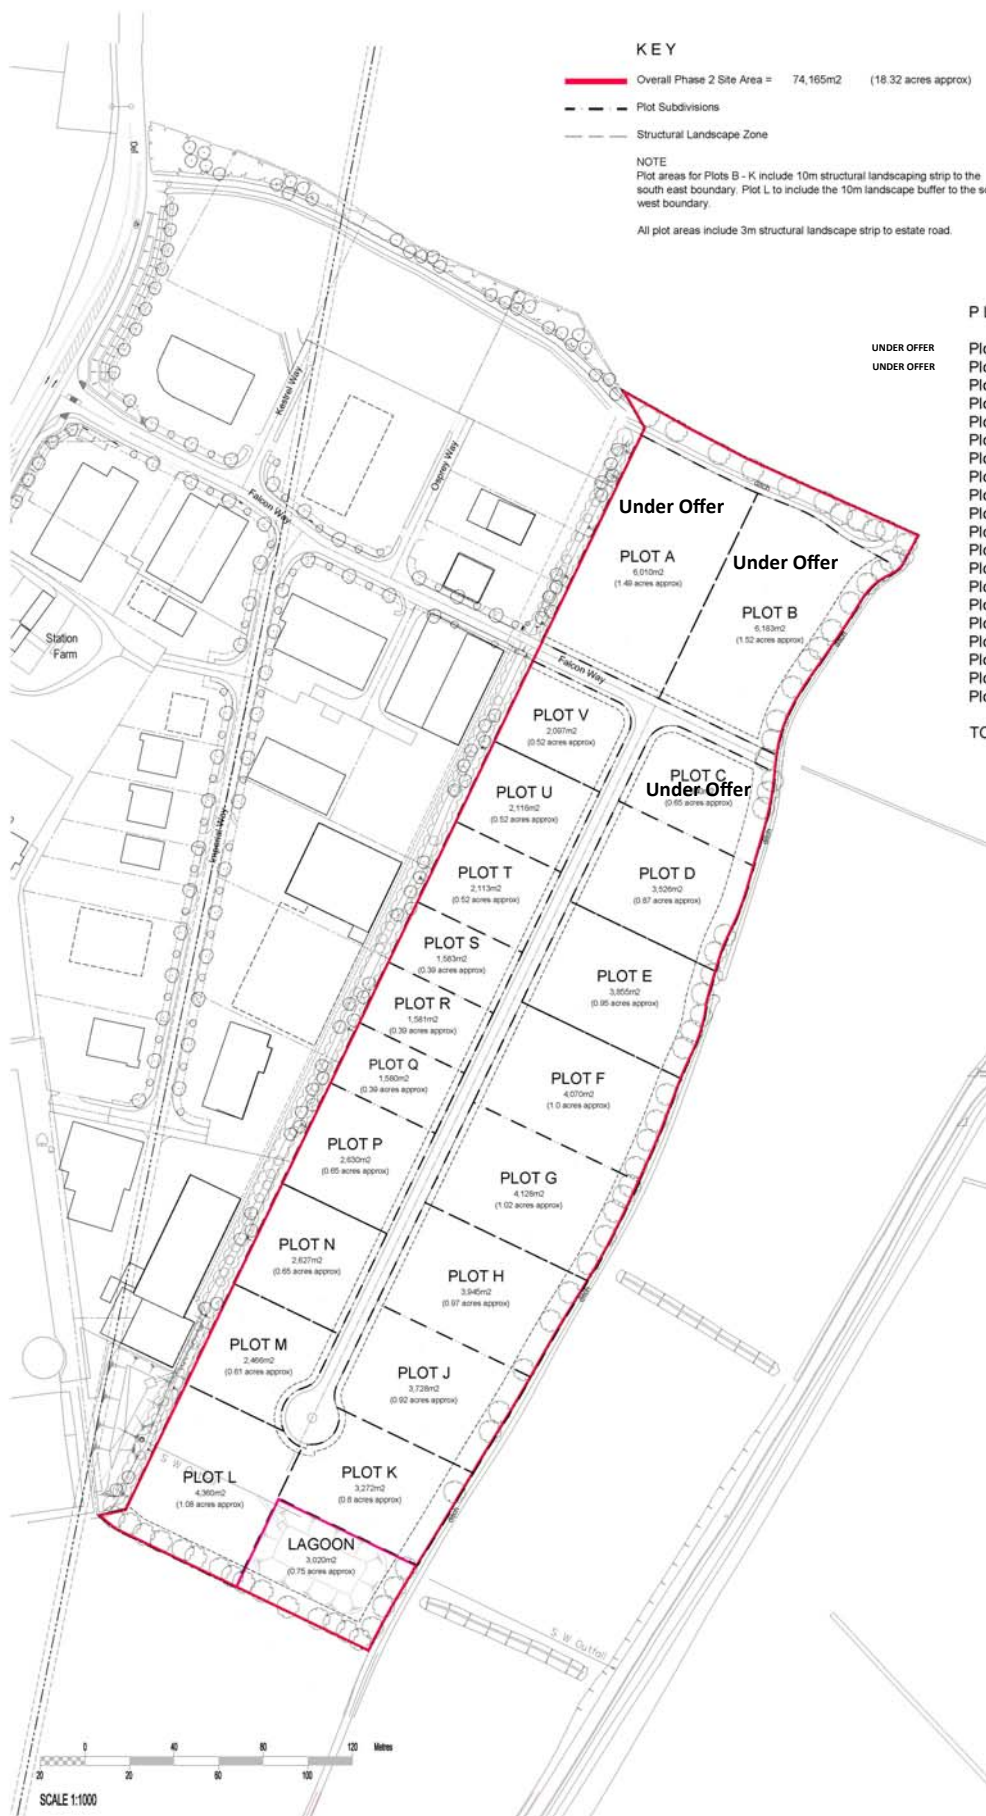 KEY
Overall Phase 2 Site Area = 74,165m2 (18.32 acres approx)
Plot Subdivisions
Structural Landscape Zone
NOTE
Plot areas for Plots B - K include 10m structural landscaping strip to the
south east boundary. Plot L to include the 10m landscape buffer to the
west boundary.
All plot areas include 3m structural landscape strip to estate road.
UNDER OFFER
UNDER OFFER
Kestrel Way
Osprey Way
Falcon Way
Imperial Way
Station
Farm
ditch
Under Offer
PLOT A
6,010m2
(1.49 acres approx)
Under Offer
PLOT B
6,163m2
(1.52 acres approx)
ditch
Falcon Way
PLOT V
2,097m2
(0.52 acres approx)
PLOT C
Under Offer
(0.65 acres approx)
PLOT U
2,116m2
(0.52 acres approx)
ditch
PLOT T
2,113m2
(0.52 acres approx)
PLOT D
3,526m2
(0.87 acres approx)
PLOT S
1,583m2
(0.39 acres approx)
PLOT E
3,855m2
(0.95 acres approx)
PLOT R
1,581m2
(0.39 acres approx)
PLOT Q
1,580m2
(0.39 acres approx)
PLOT F
4,070m2
(1.0 acres approx)
PLOT P
2,630m2
(0.65 acres approx)
PLOT G
4,128m2
(1.02 acres approx)
PLOT N
2,627m2
(0.65 acres approx)
PLOT H
3,945m2
(0.97 acres approx)
ditch
PLOT M
2,466m2
(0.61 acres approx)
PLOT J
3,728m2
(0.92 acres approx)
PLOT L
4,360m2
(1.08 acres approx)
PLOT K
3,272m2
(0.8 acres approx)
ditch
LAGOON
3,020m2
(0.75 acres approx)
S. W. Outfall
0 40 80 120 Metres
20 20 60 100
SCALE 1:1000